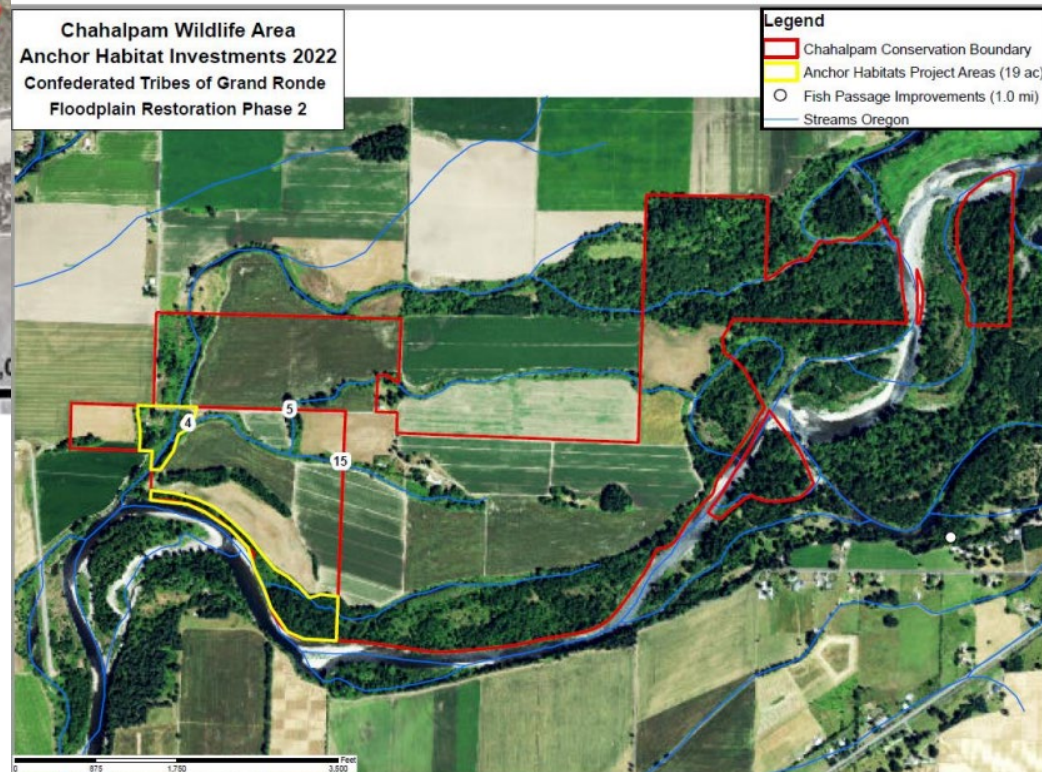 Chahalpam Wildlife Area
Anchor Habitat Investments 2022
Confederated Tribes of Grand Ronde
Floodplain Restoration Phase 2
Legend
Chahalpam Conservation Boundary
Anchor Habitats Project Areas (19 ac)
Fish Passage Improvements (1.0 mi)
Streams Oregon
5
4
15
Feet
0 875 1,750 3,500